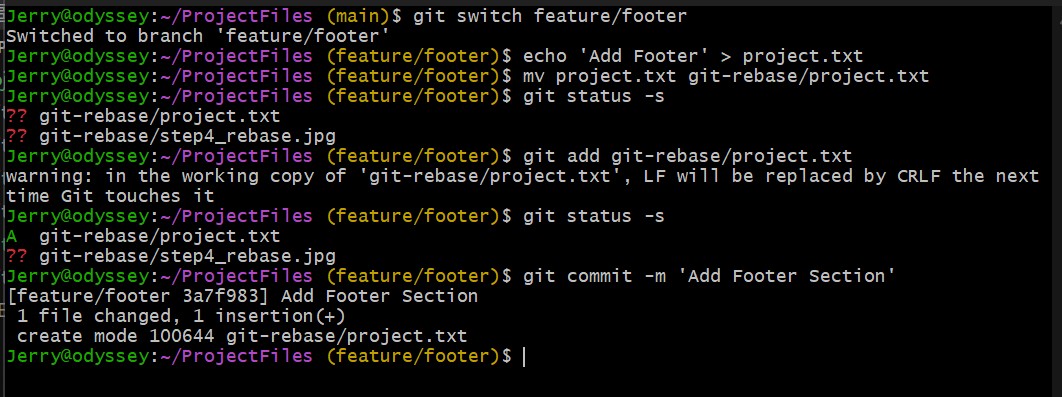 Jerry@odyssey:~/ProjectFiles (main)$ git switch feature/footer
Switched to branch 'feature/footer'
Jerry@odyssey:~/ProjectFiles (feature/footer)$ echo 'Add Footer' > project.txt
Jerry@odyssey:~/ProjectFiles (feature/footer)$ mv project.txt git-rebase/project.txt
Jerry@odyssey:~/ProjectFiles (feature/footer)$ git status -s
?? git-rebase/project.txt
?? git-rebase/step4_rebase.jpg
Jerry@odyssey:~/ProjectFiles (feature/footer)$ git add git-rebase/project.txt
warning: in the working copy of 'git-rebase/project.txt', LF will be replaced by CRLF the next
time Git touches it
Jerry@odyssey:~/ProjectFiles (feature/footer)$ git status -s
A  git-rebase/project.txt
?? git-rebase/step4_rebase.jpg
Jerry@odyssey:~/ProjectFiles (feature/footer)$ git commit -m 'Add Footer Section'
[feature/footer 3a7f983] Add Footer Section
 1 file changed, 1 insertion(+)
 create mode 100644 git-rebase/project.txt
Jerry@odyssey:~/ProjectFiles (feature/footer)$